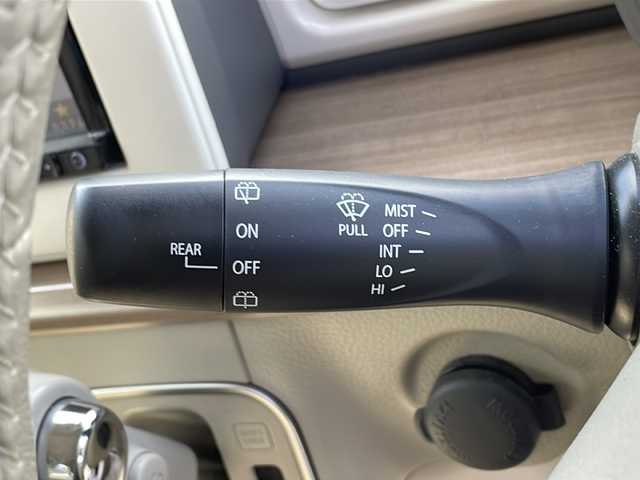 REAR
ON
OFF
PULL
MIST
OFF
INT
LO
HI